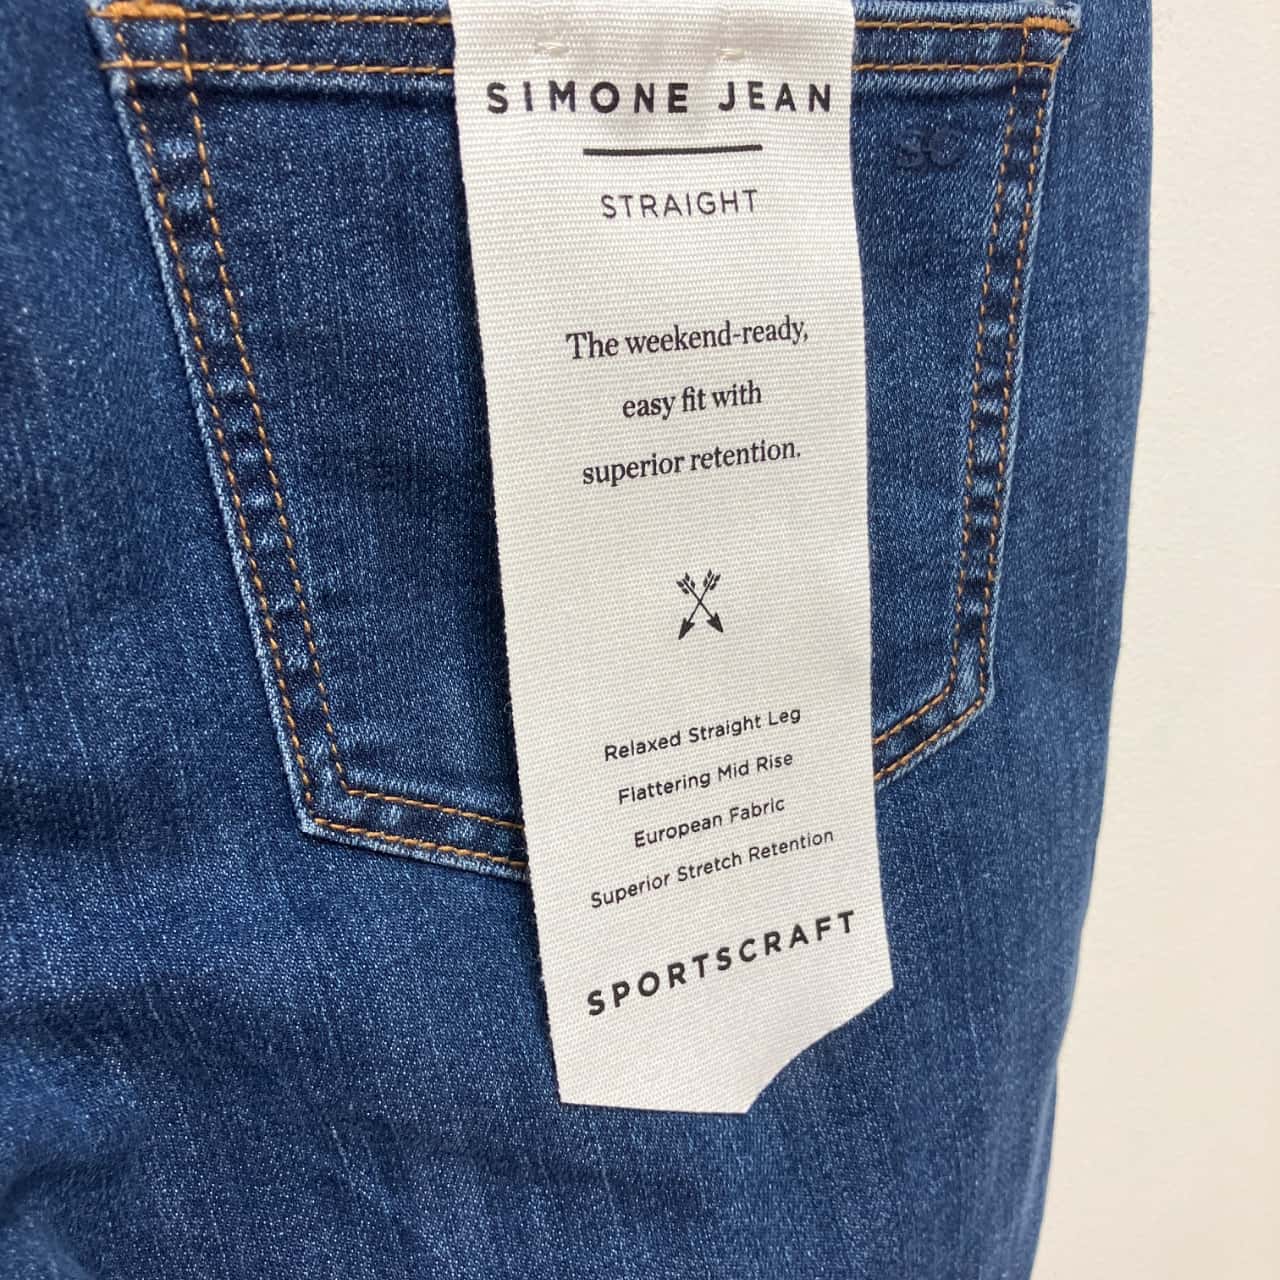 SIMONE JEAN
STRAIGHT
SC
The weekend-ready,
easy fit with
superior retention.
Relaxed Straight Leg
Flattering Mid Rise
European Fabric
Superior Stretch Retention
SPORTSCRAFT